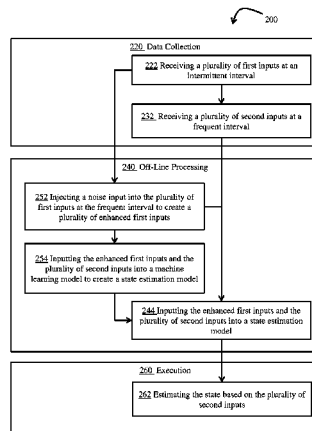 200
220 Data Collection
222 Receiving a plurality of first inputs at an
Intermittent interval
232 Receiving a plurality of second inputs at a
frequent interval
240 Off-Line Processing
252 Injecting a noise input into the plurality of
first inputs at the frequent interval to create a
plurality of enhanced first inputs
254 Inputting the enhanced first inputs and
the plurality of second inputs into a machine
learning model to create a state estimation model
244 Inputting the enhanced first inputs and the
plurality of second inputs into a state estimation
model
260 Execution
262 Estimating the state based on the plurality of
second inputs